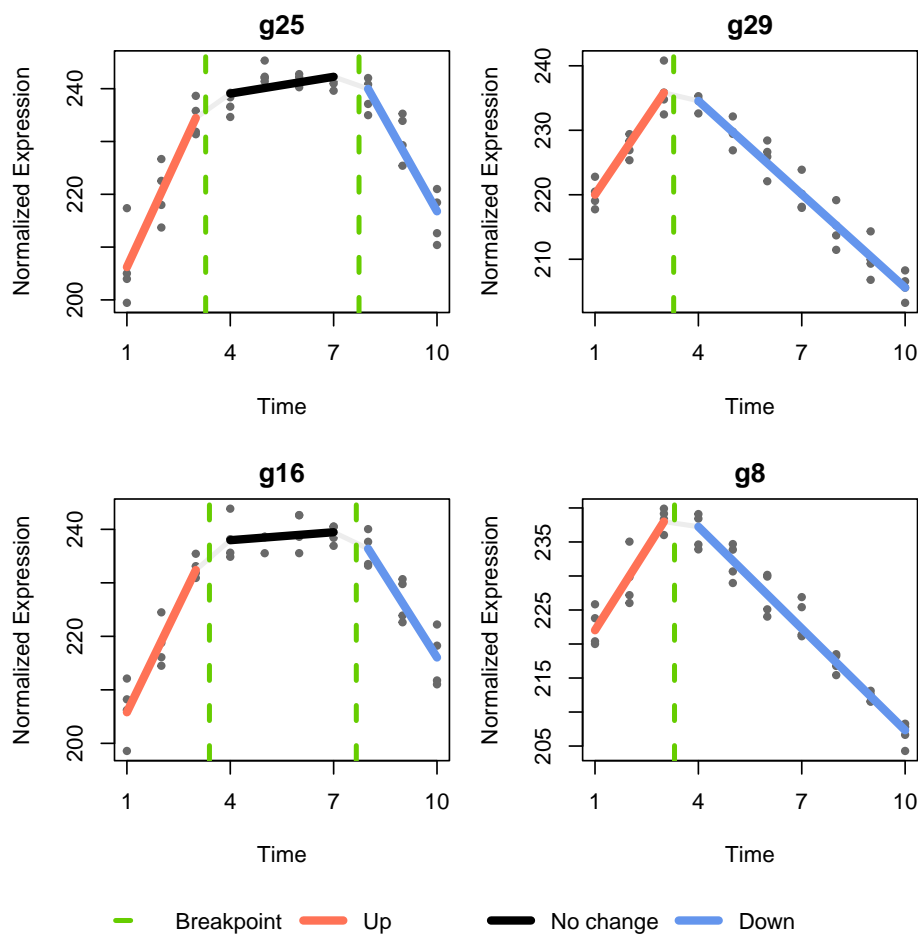 g25
g29
Normalized Expression
200
220
240
1
4
7
10
Time
Normalized Expression
210
220
230
240
1
4
7
10
Time
g16
g8
Normalized Expression
200
220
240
1
4
7
10
Time
Normalized Expression
205
215
225
235
1
4
7
10
Time
Breakpoint Up No change Down